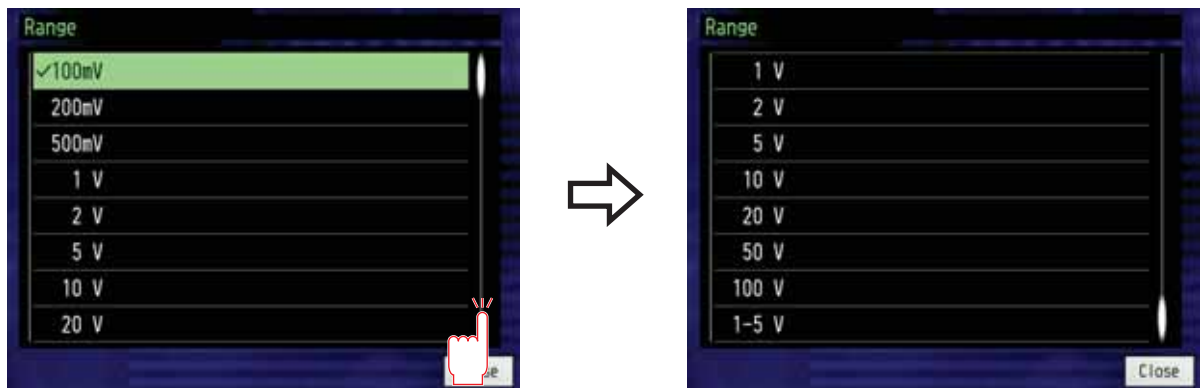 Range
✓100mV
200mV
500mV
1 V
2 V
5 V
10 V
20 V
Range
1 V
2 V
5 V
10 V
20 V
50 V
100 V
1-5 V
Close